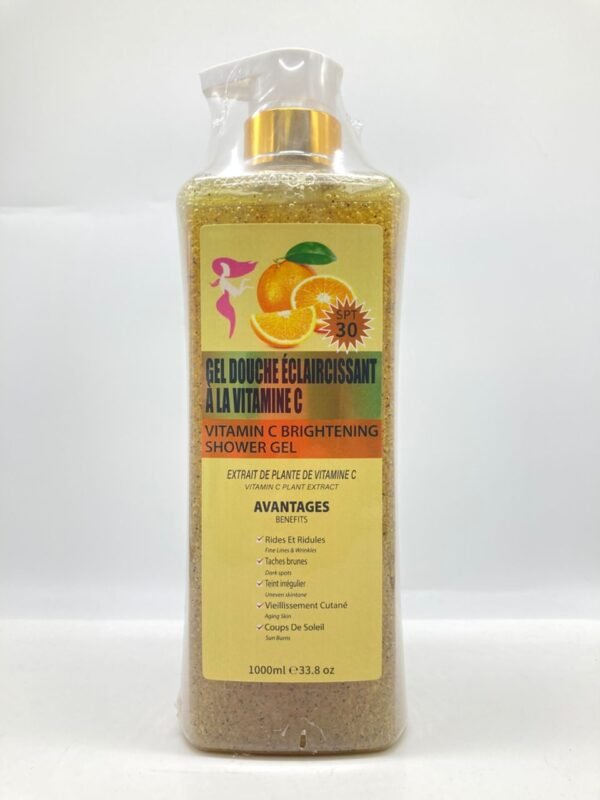 SPT
30
GEL DOUCHE ÉCLAIRCISSANT
À LA VITAMINE C
VITAMIN C BRIGHTENING
SHOWER GEL
EXTRAIT DE PLANTE DE VITAMINE C
VITAMIN C PLANT EXTRACT
AVANTAGES
BENEFITS
Rides Et Ridules
Fine Lines & Wrinkles
Taches brunes
Dark spots
Teint irrégulier
Uneven skintone
Vieillissement Cutané
Aging Skin
Coups De Soleil
Sun Burns
1000ml ℮33.8 oz